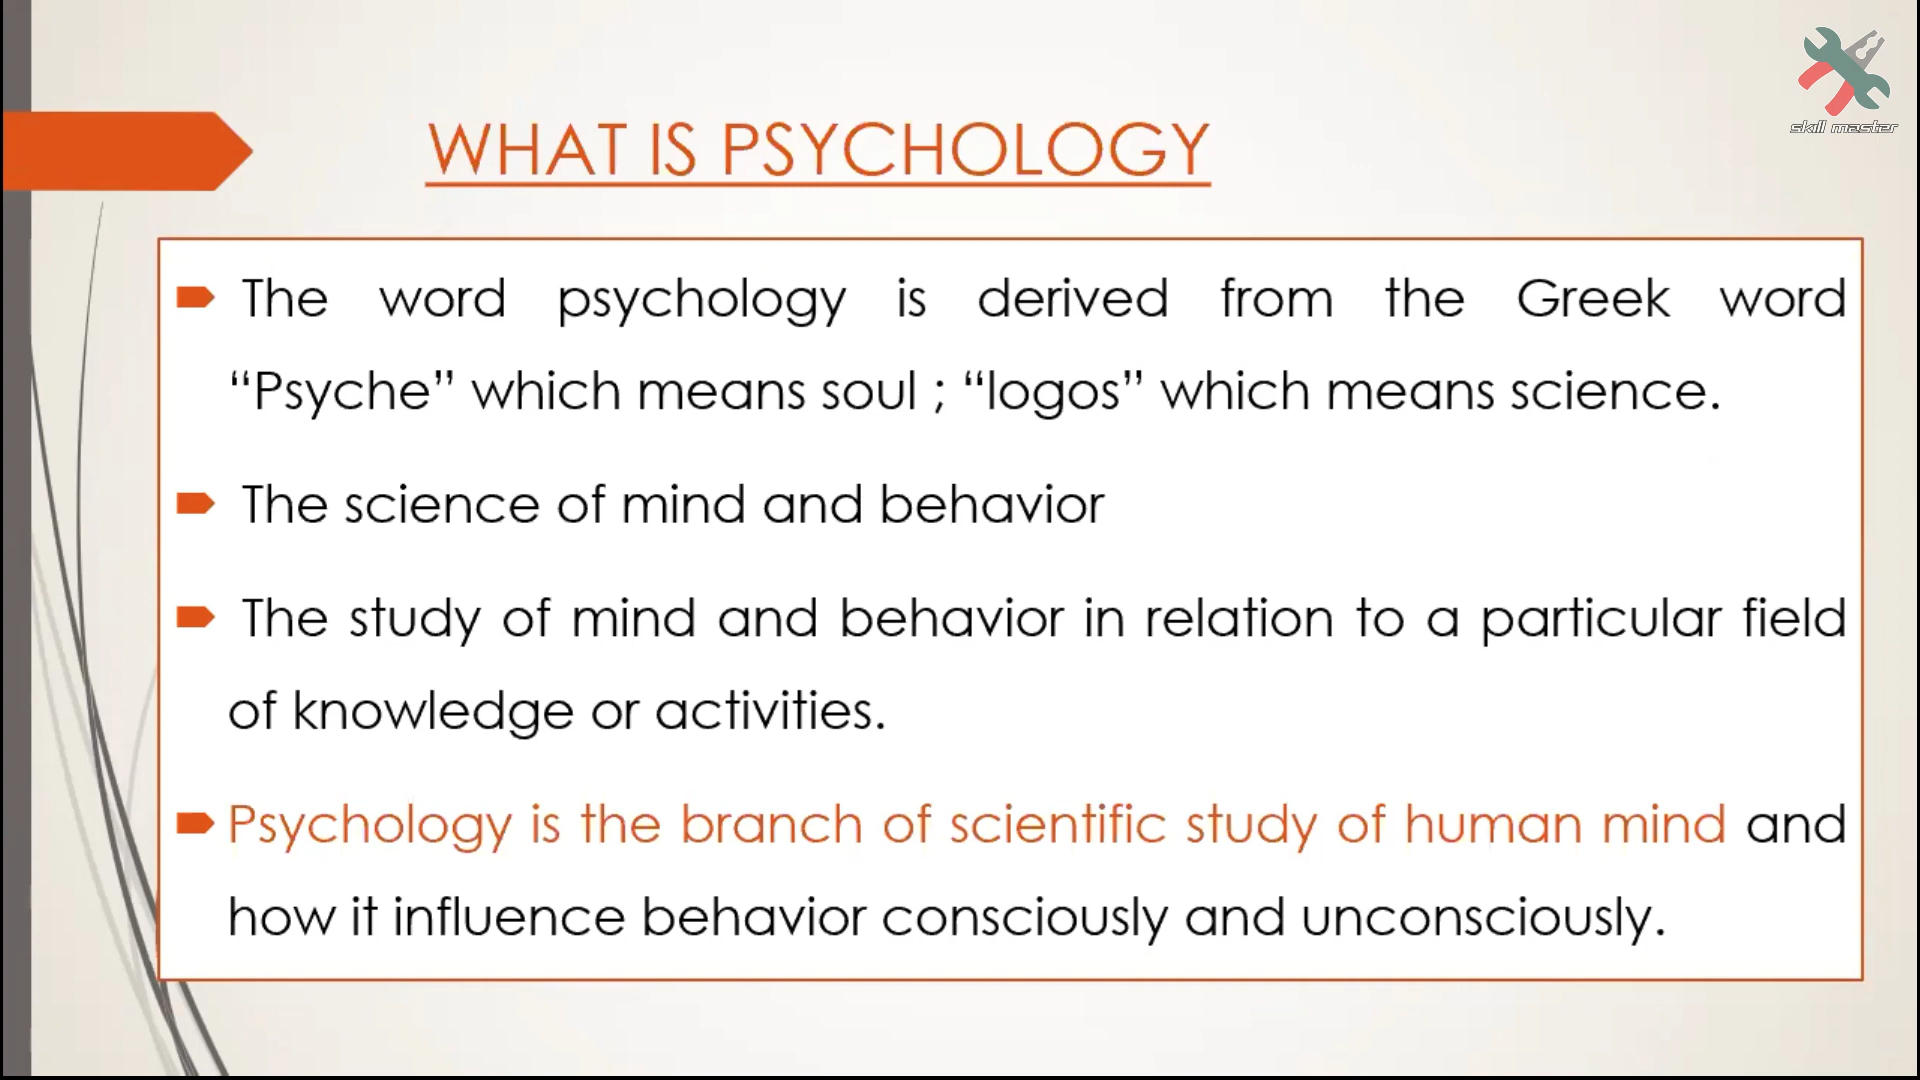 skill master
WHAT IS PSYCHOLOGY
The word psychology is derived from the Greek word
“Psyche” which means soul ; “logos” which means science.
The science of mind and behavior
The study of mind and behavior in relation to a particular field
of knowledge or activities.
Psychology is the branch of scientific study of human mind and
how it influence behavior consciously and unconsciously.